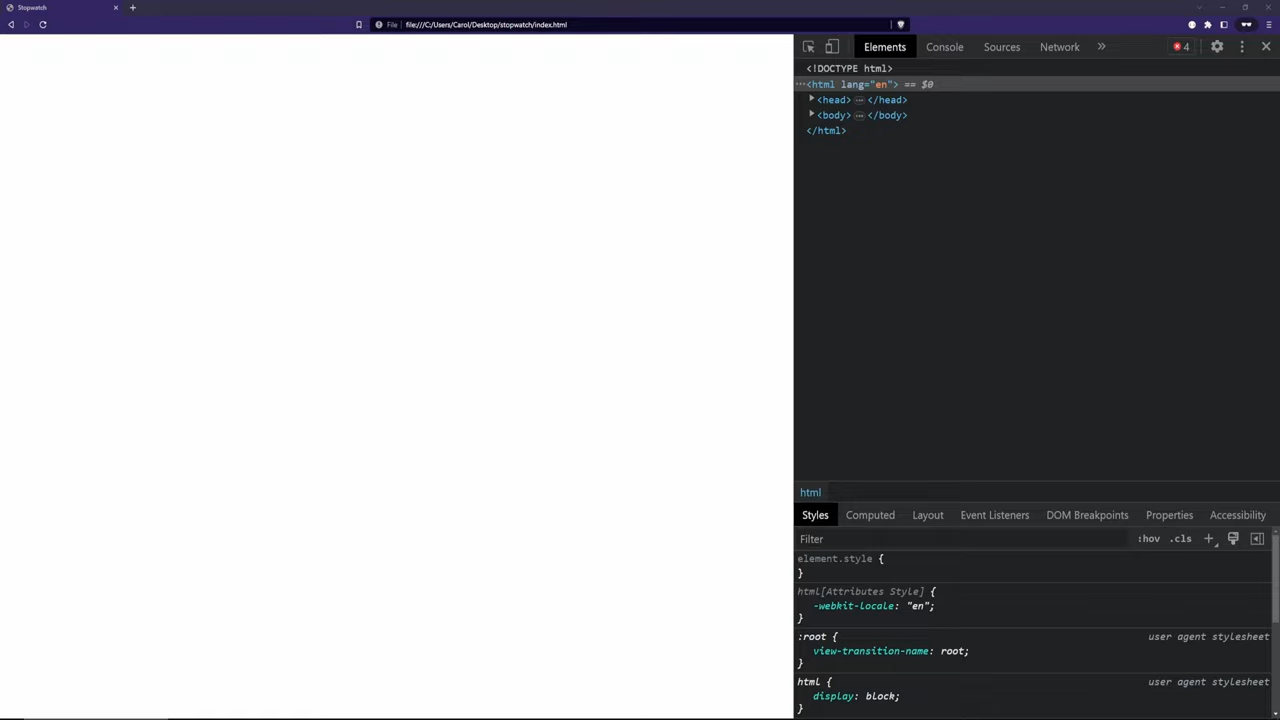 Stopwatch
File file:///C:/Users/Carol/Desktop/stopwatch/index.html
Elements Console Sources Network » 4
<!DOCTYPE html>
…<html lang="en"> == $0
<head> … </head>
<body> … </body>
</html>
html
Styles Computed Layout Event Listeners DOM Breakpoints Properties Accessibility
Filter :hov .cls +
element.style {
}
html[Attributes Style] {
-webkit-locale: "en";
}
:root { user agent stylesheet
view-transition-name: root;
}
html { user agent stylesheet
display: block;
}